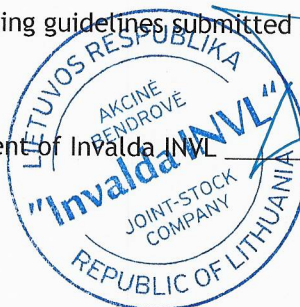 ing guidelines submitted
LIETUVOS RESPUBLIKA
AKCINĖ
BENDROVĖ
ent of Invalda INVL
"Invalda INVL"
JOINT-STOCK
COMPANY
REPUBLIC OF LITHUANIA